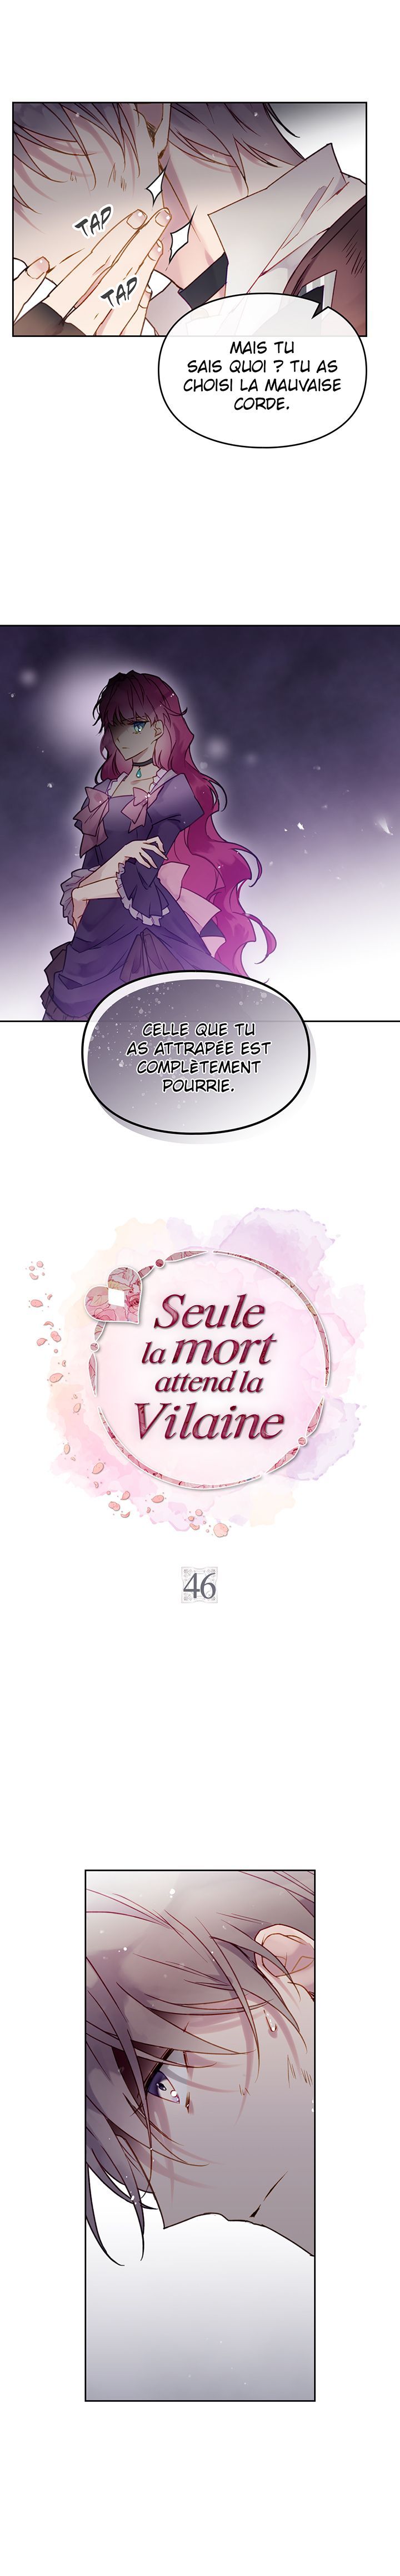 TAP
TAP
MAIS TU
SAIS QUOI ? TU AS
CHOISI LA MAUVAISE
CORDE.
CELLE QUE TU
AS ATTRAPÉE EST
COMPLÈTEMENT
POURRIE.
Seule
la mort
attend la
Vilaine
46